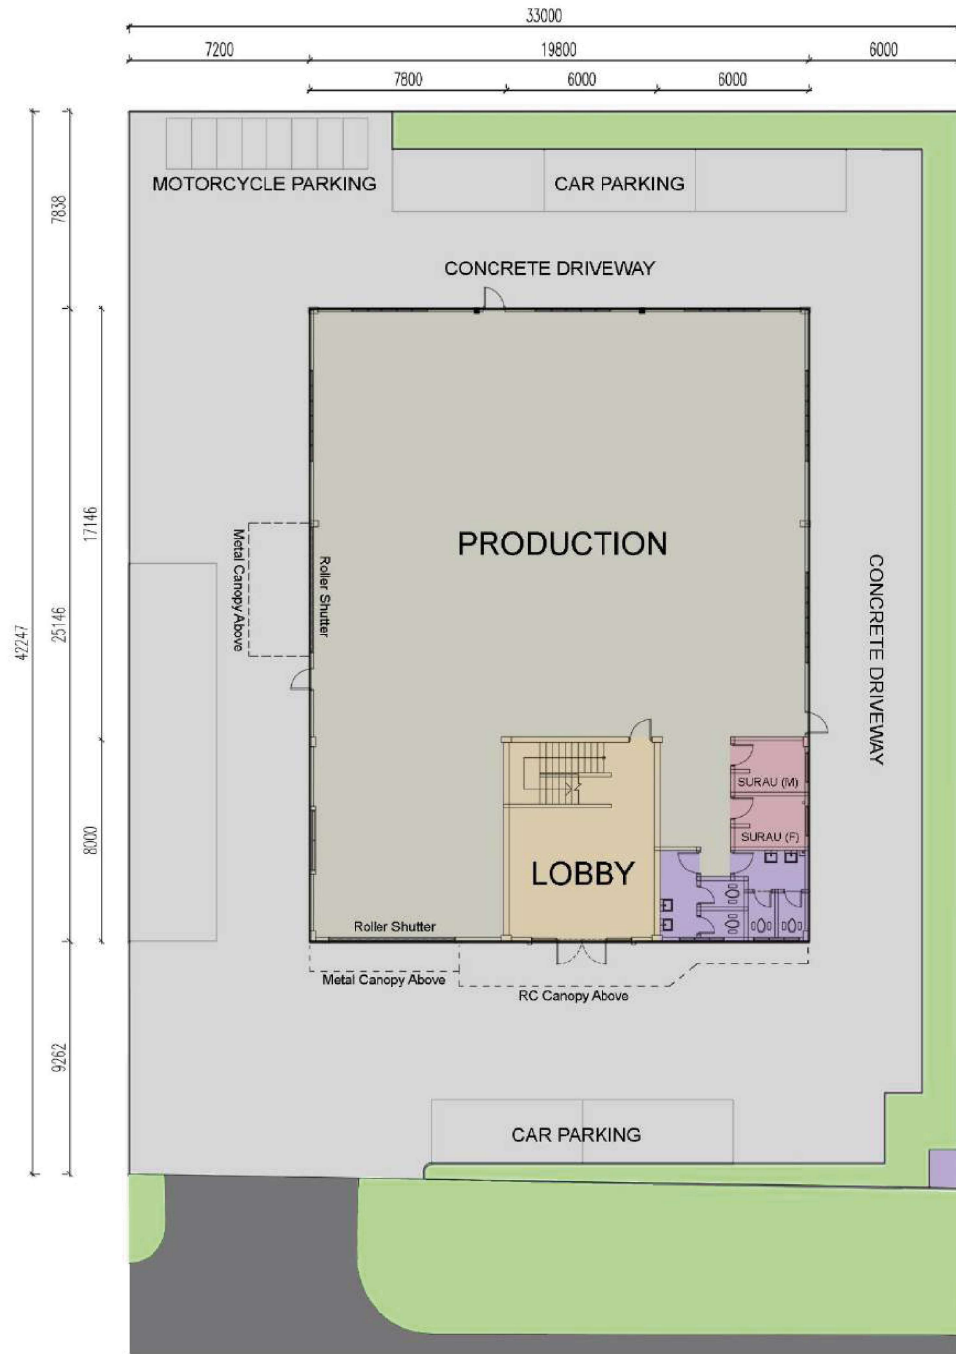 33000
7200
19800
6000
7800
6000
6000
MOTORCYCLE PARKING
CAR PARKING
7838
CONCRETE DRIVEWAY
17146
PRODUCTION
Metal Canopy Above
Roller Shutter
CONCRETE DRIVEWAY
25146
42247
SURAU (M)
SURAU (F)
8000
LOBBY
Roller Shutter
Metal Canopy Above
RC Canopy Above
9262
CAR PARKING